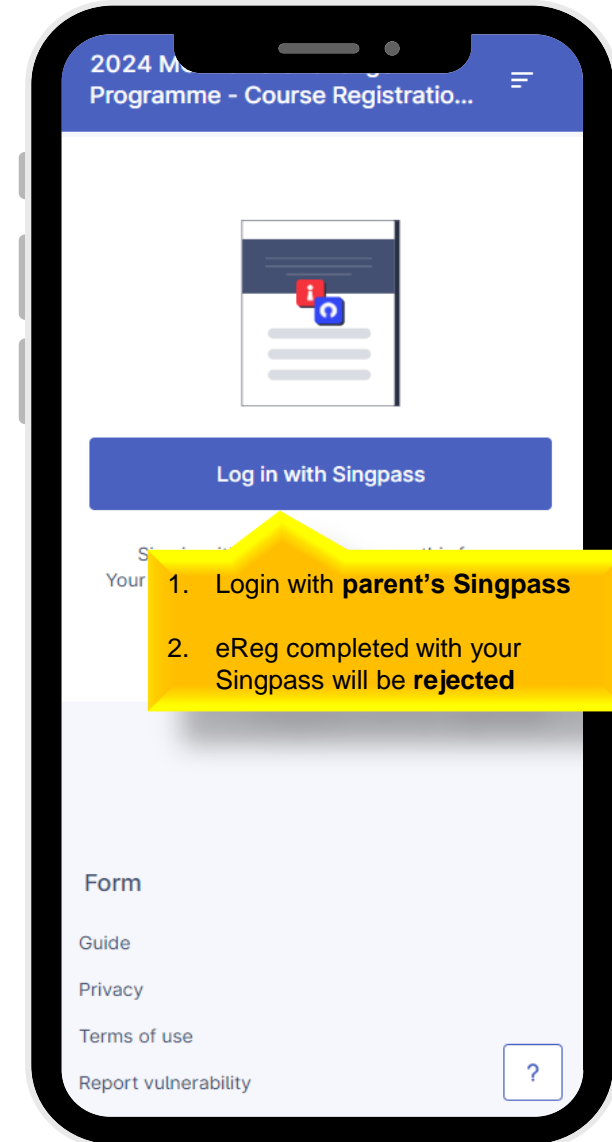 2024 M
Programme - Course Registratio...
Log in with Singpass
Your
1. Login with parent's Singpass
2. eReg completed with your
Singpass will be rejected
Form
Guide
Privacy
Terms of use
Report vulnerability
?